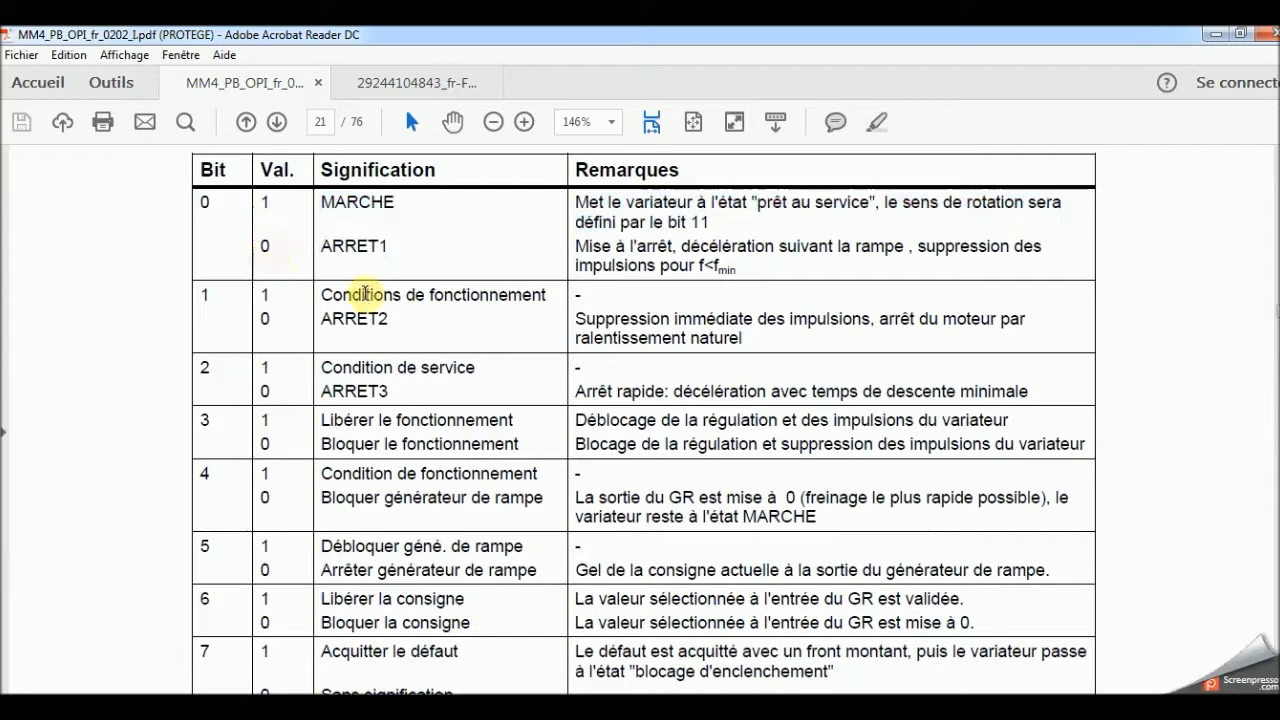 MM4_PB_OPI_fr_0202_I.pdf (PROTEGE) - Adobe Acrobat Reader DC
Fichier Edition Affichage Fenêtre Aide
Accueil Outils MM4_PB_OPI_fr_0... × 29244104843_fr-F... ? Se connect
21 / 76 146%
Bit Val. Signification Remarques
0 1 MARCHE Met le variateur à l'état "prêt au service", le sens de rotation sera
défini par le bit 11
0 ARRET1 Mise à l'arrêt, décélération suivant la rampe , suppression des
impulsions pour f<fmin
1 1 Conditions de fonctionnement -
0 ARRET2 Suppression immédiate des impulsions, arrêt du moteur par
ralentissement naturel
2 1 Condition de service -
0 ARRET3 Arrêt rapide: décélération avec temps de descente minimale
3 1 Libérer le fonctionnement Déblocage de la régulation et des impulsions du variateur
0 Bloquer le fonctionnement Blocage de la régulation et suppression des impulsions du variateur
4 1 Condition de fonctionnement -
0 Bloquer générateur de rampe La sortie du GR est mise à 0 (freinage le plus rapide possible), le
variateur reste à l'état MARCHE
5 1 Débloquer géné. de rampe -
0 Arrêter générateur de rampe Gel de la consigne actuelle à la sortie du générateur de rampe.
6 1 Libérer la consigne La valeur sélectionnée à l'entrée du GR est validée.
0 Bloquer la consigne La valeur sélectionnée à l'entrée du GR est mise à 0.
7 1 Acquitter le défaut Le défaut est acquitté avec un front montant, puis le variateur passe
à l'état "blocage d'enclenchement"
0 Sans signification
Screenpresso
.com